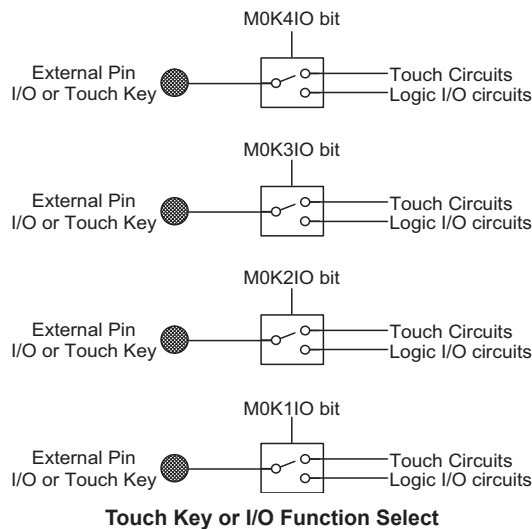 M0K4IO bit
External Pin
I/O or Touch Key
Touch Circuits
Logic I/O circuits
M0K3IO bit
External Pin
I/O or Touch Key
Touch Circuits
Logic I/O circuits
M0K2IO bit
External Pin
I/O or Touch Key
Touch Circuits
Logic I/O circuits
M0K1IO bit
External Pin
I/O or Touch Key
Touch Circuits
Logic I/O circuits
Touch Key or I/O Function Select